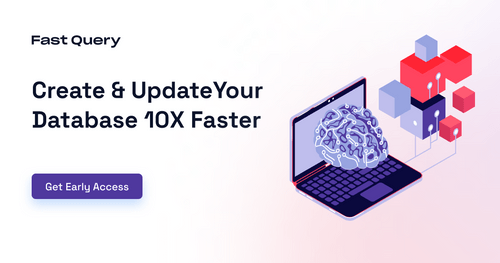 Fast Query
Create & UpdateYour
Database 10X Faster
Get Early Access